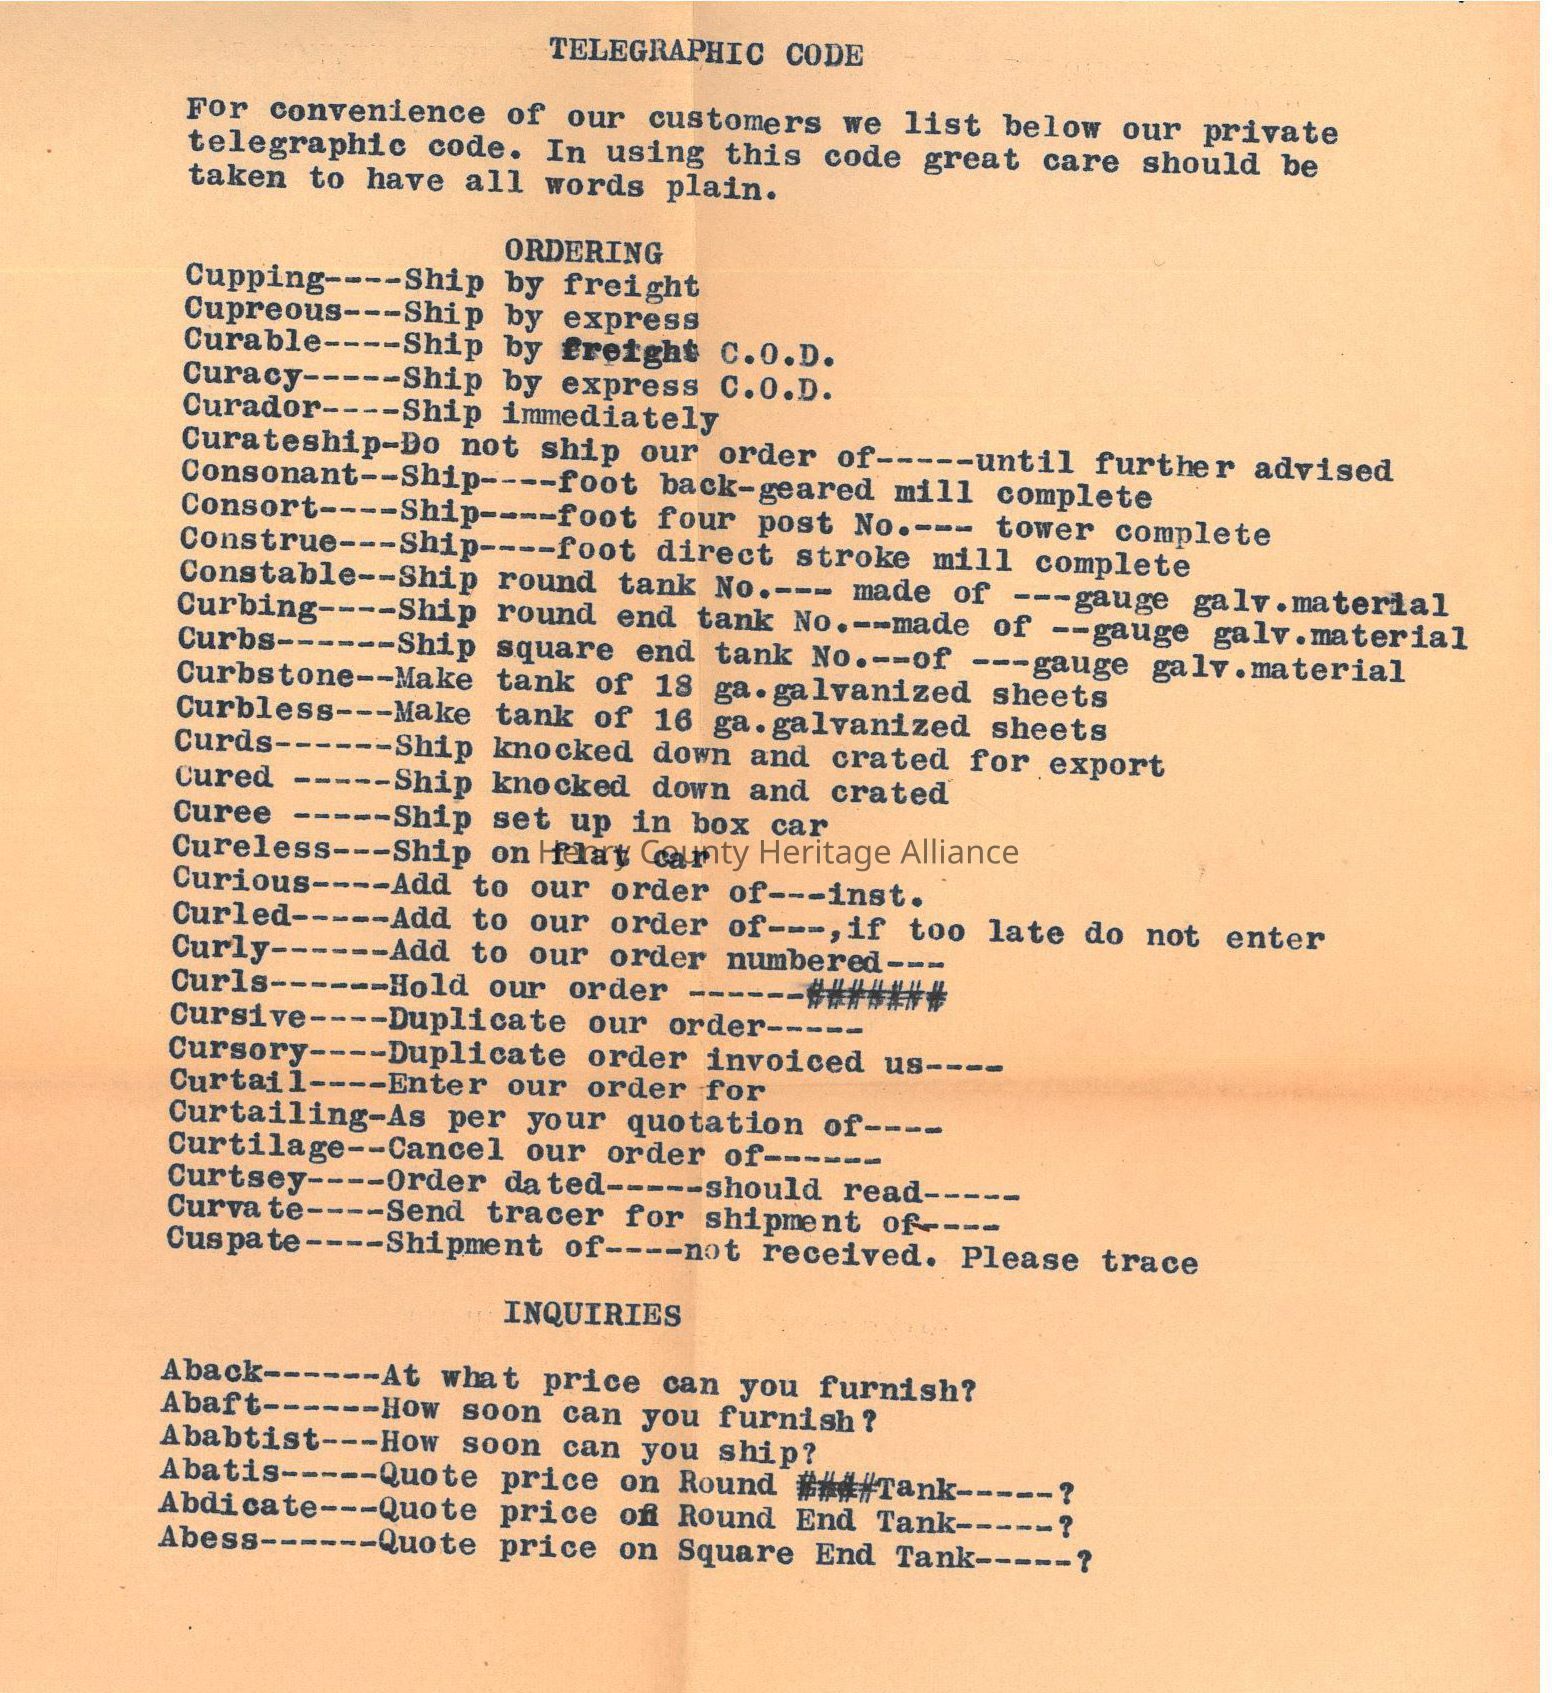 TELEGRAPHIC CODE
For convenience of our customers we list below our private
telegraphic code. In using this code great care should be
taken to have all words plain.
ORDERING
Cupping----Ship by freight
Cupreous---Ship by express
Curable----Ship by freight C.O.D.
Curacy-----Ship by express C.O.D.
Curador----Ship immediately
Curateship-Do not ship our order of-----until further advised
Consonant--Ship----foot back-geared mill complete
Consort----Ship----foot four post No.--- tower complete
Construe---Ship----foot direct stroke mill complete
Constable--Ship round tank No.--- made of ---gauge galv.material
Curbing----Ship round end tank No.--made of --gauge galv.material
Curbs------Ship square end tank No.--of ---gauge galv.material
Curbstone--Make tank of 18 ga.galvanized sheets
Curbless---Make tank of 16 ga.galvanized sheets
Curds------Ship knocked down and crated for export
Cured -----Ship knocked down and crated
Curee -----Ship set up in box car
Cureless---Ship on flat car
Henry County Heritage Alliance
Curious----Add to our order of---inst.
Curled-----Add to our order of---,if too late do not enter
Curly------Add to our order numbered---
Curls------Hold our order ------#######
Cursive----Duplicate our order-----
Cursory----Duplicate order invoiced us----
Curtail----Enter our order for
Curtailing-As per your quotation of----
Curtilage--Cancel our order of------
Curtsey----Order dated-----should read-----
Curvate----Send tracer for shipment of----
Cuspate----Shipment of----not received. Please trace
INQUIRIES
Aback------At what price can you furnish?
Abaft------How soon can you furnish?
Ababtist---How soon can you ship?
Abatis-----Quote price on Round ####Tank-----?
Abdicate---Quote price on Round End Tank-----?
Abess------Quote price on Square End Tank-----?